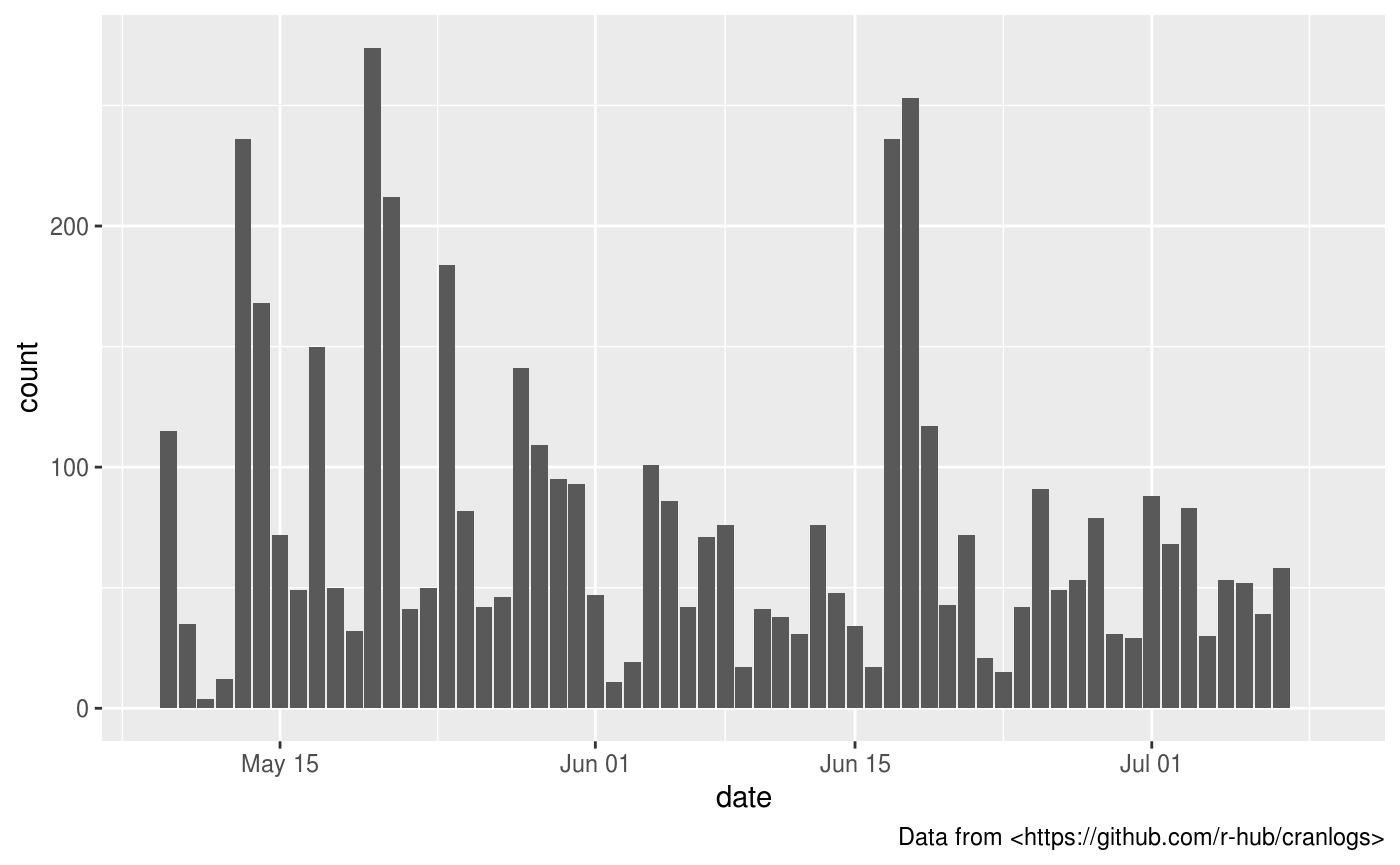 200
100
0
count
May 15
Jun 01
Jun 15
Jul 01
date
Data from <https://github.com/r-hub/cranlogs>